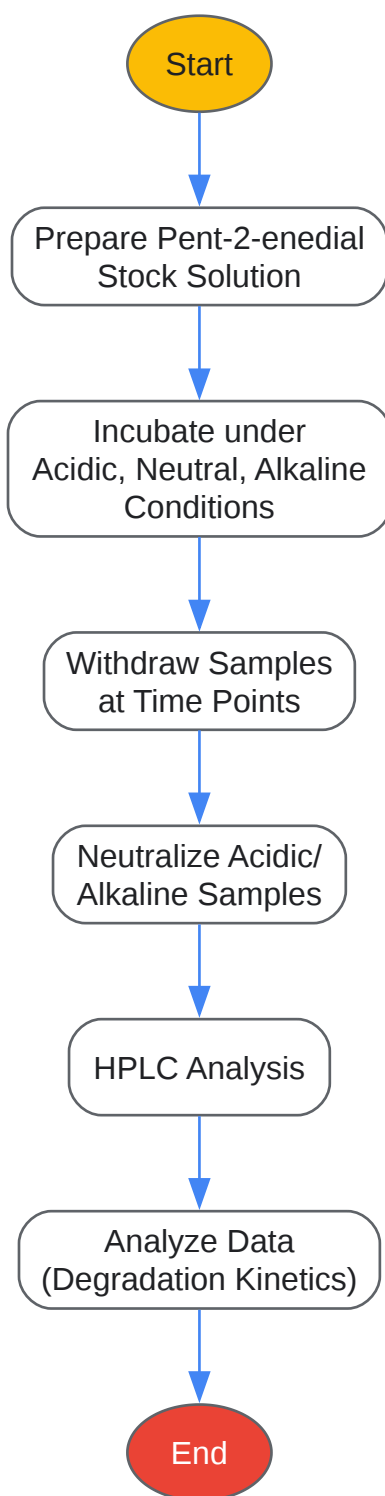 Start
Prepare Pent-2-enedial
Stock Solution
Incubate under
Acidic, Neutral, Alkaline
Conditions
Withdraw Samples
at Time Points
Neutralize Acidic/
Alkaline Samples
HPLC Analysis
Analyze Data
(Degradation Kinetics)
End